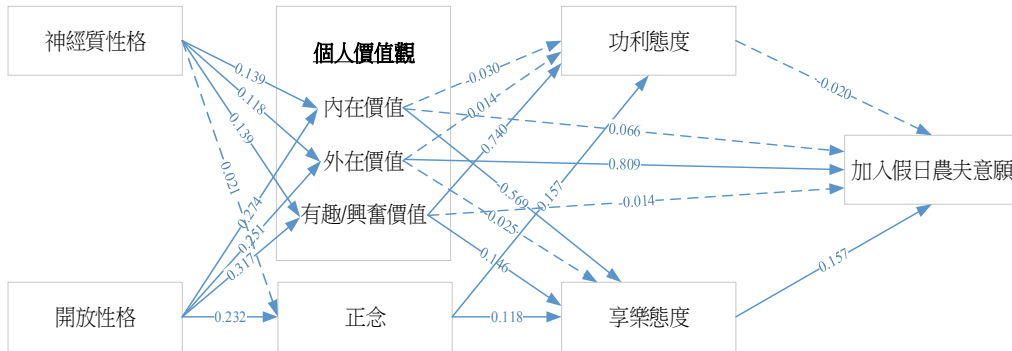 神經質性格
功利態度
個人價值觀
內在價值
外在價值
有趣/興奮價值
加入假日農夫意願
開放性格
正念
享樂態度
0.139
0.118
0.139
0.021
0.274
0.251
0.317
0.232
-0.030
0.014
0.740
0.157
0.066
0.809
-0.014
-0.569
-0.025
0.146
0.118
-0.020
0.157